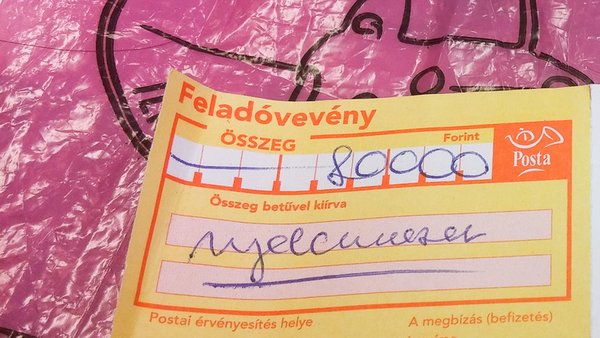 Feladóvevény
ÖSSZEG Forint
80000
Posta
Összeg betűvel kiírva
nyolcvanezer
Postai érvényesítés helye
A megbízás (befizetés)